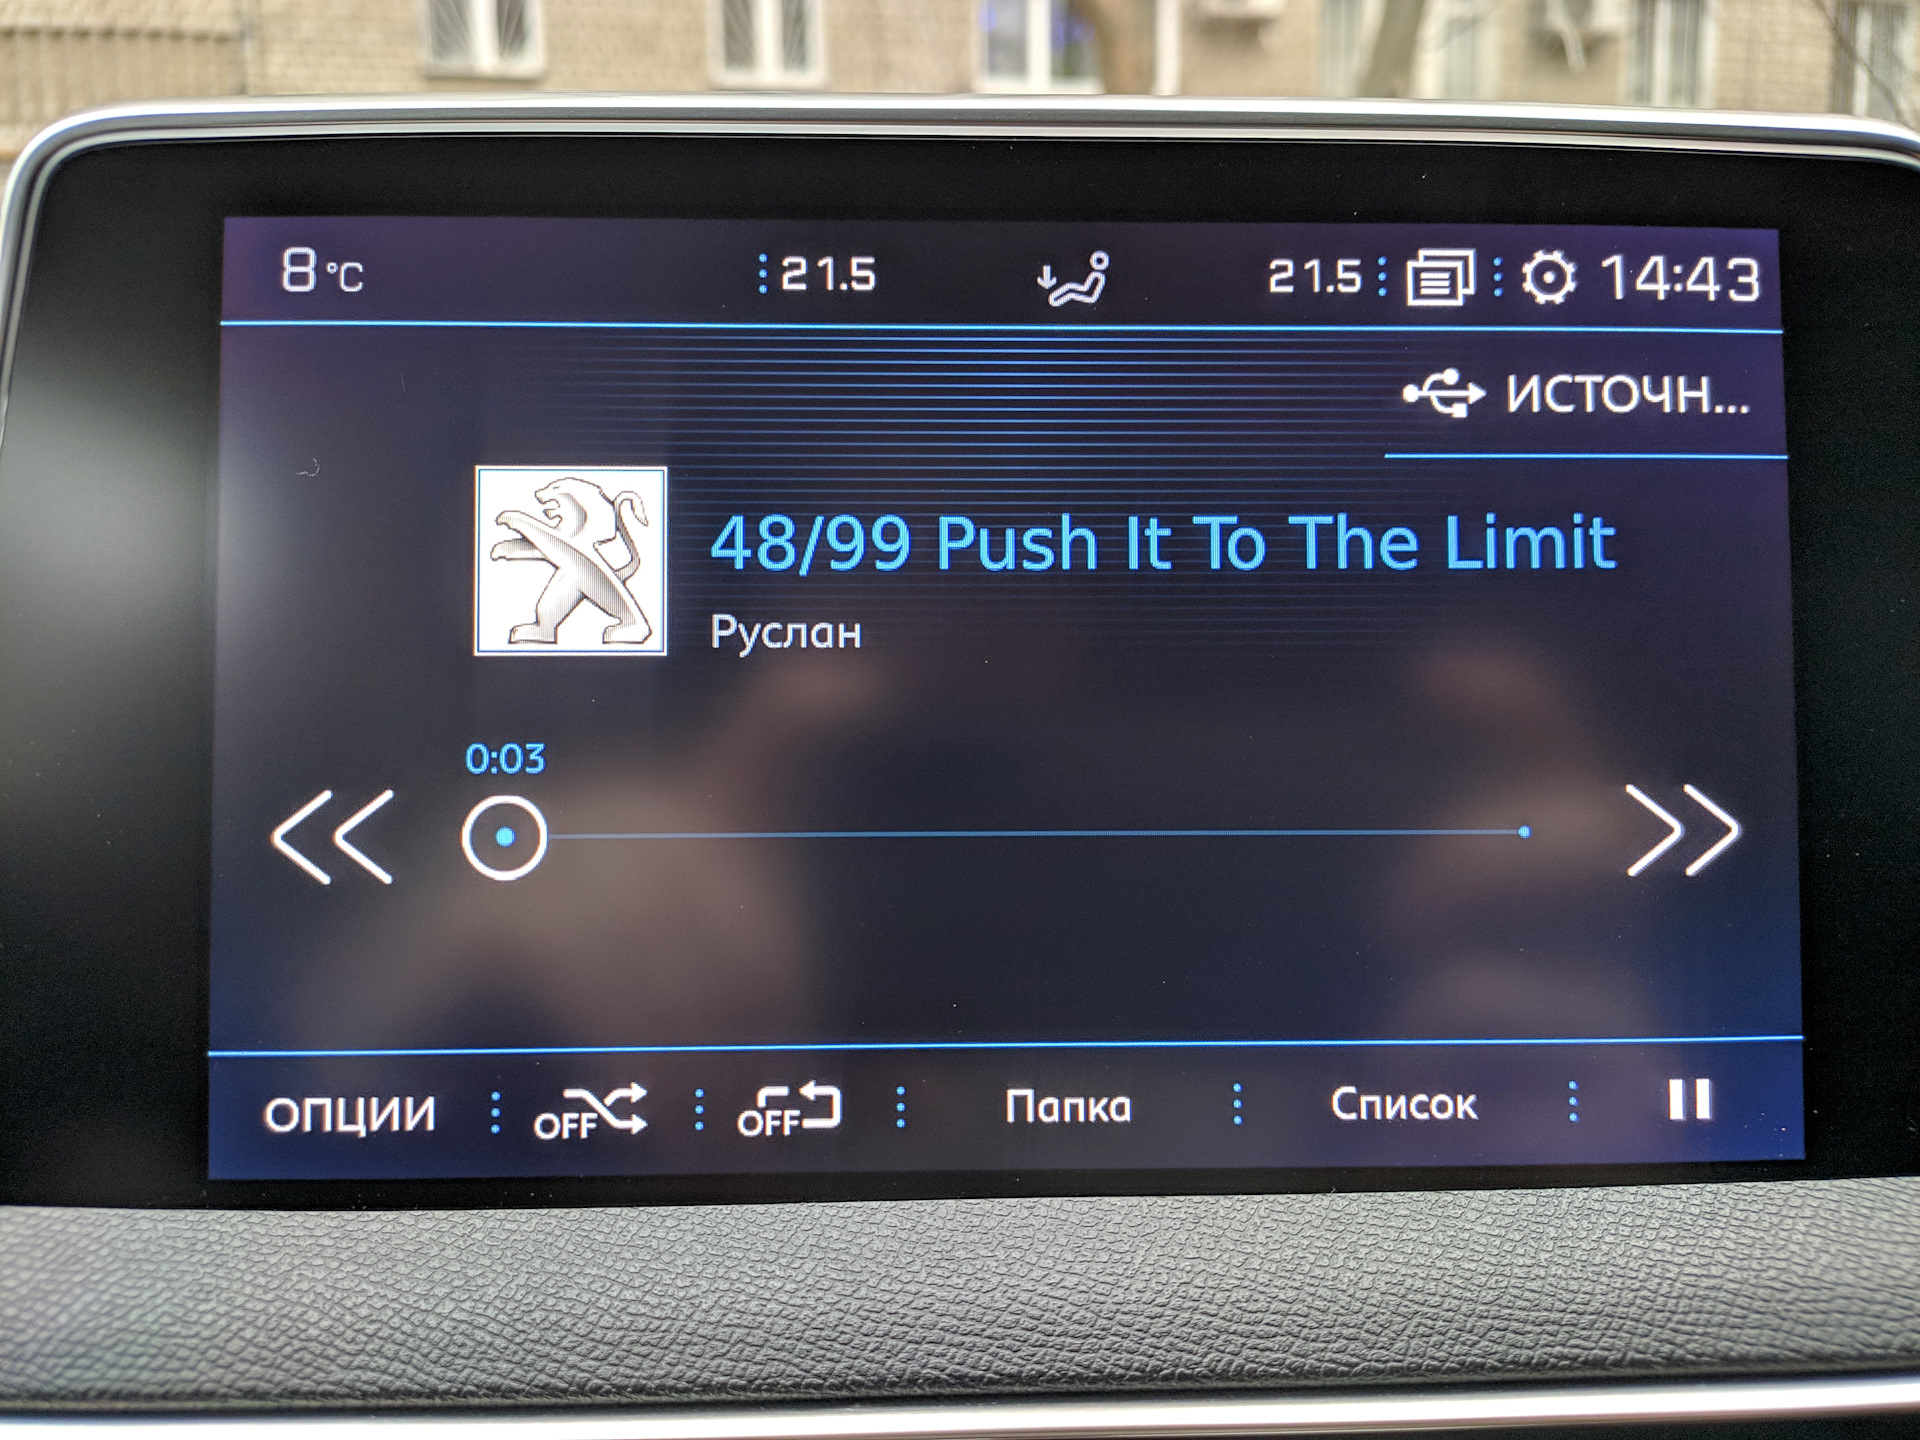 8 °C 21.5 21.5 14:43
ИСТОЧН...
48/99 Push It To The Limit
Руслан
0:03
ОПЦИИ OFF OFF Папка Список